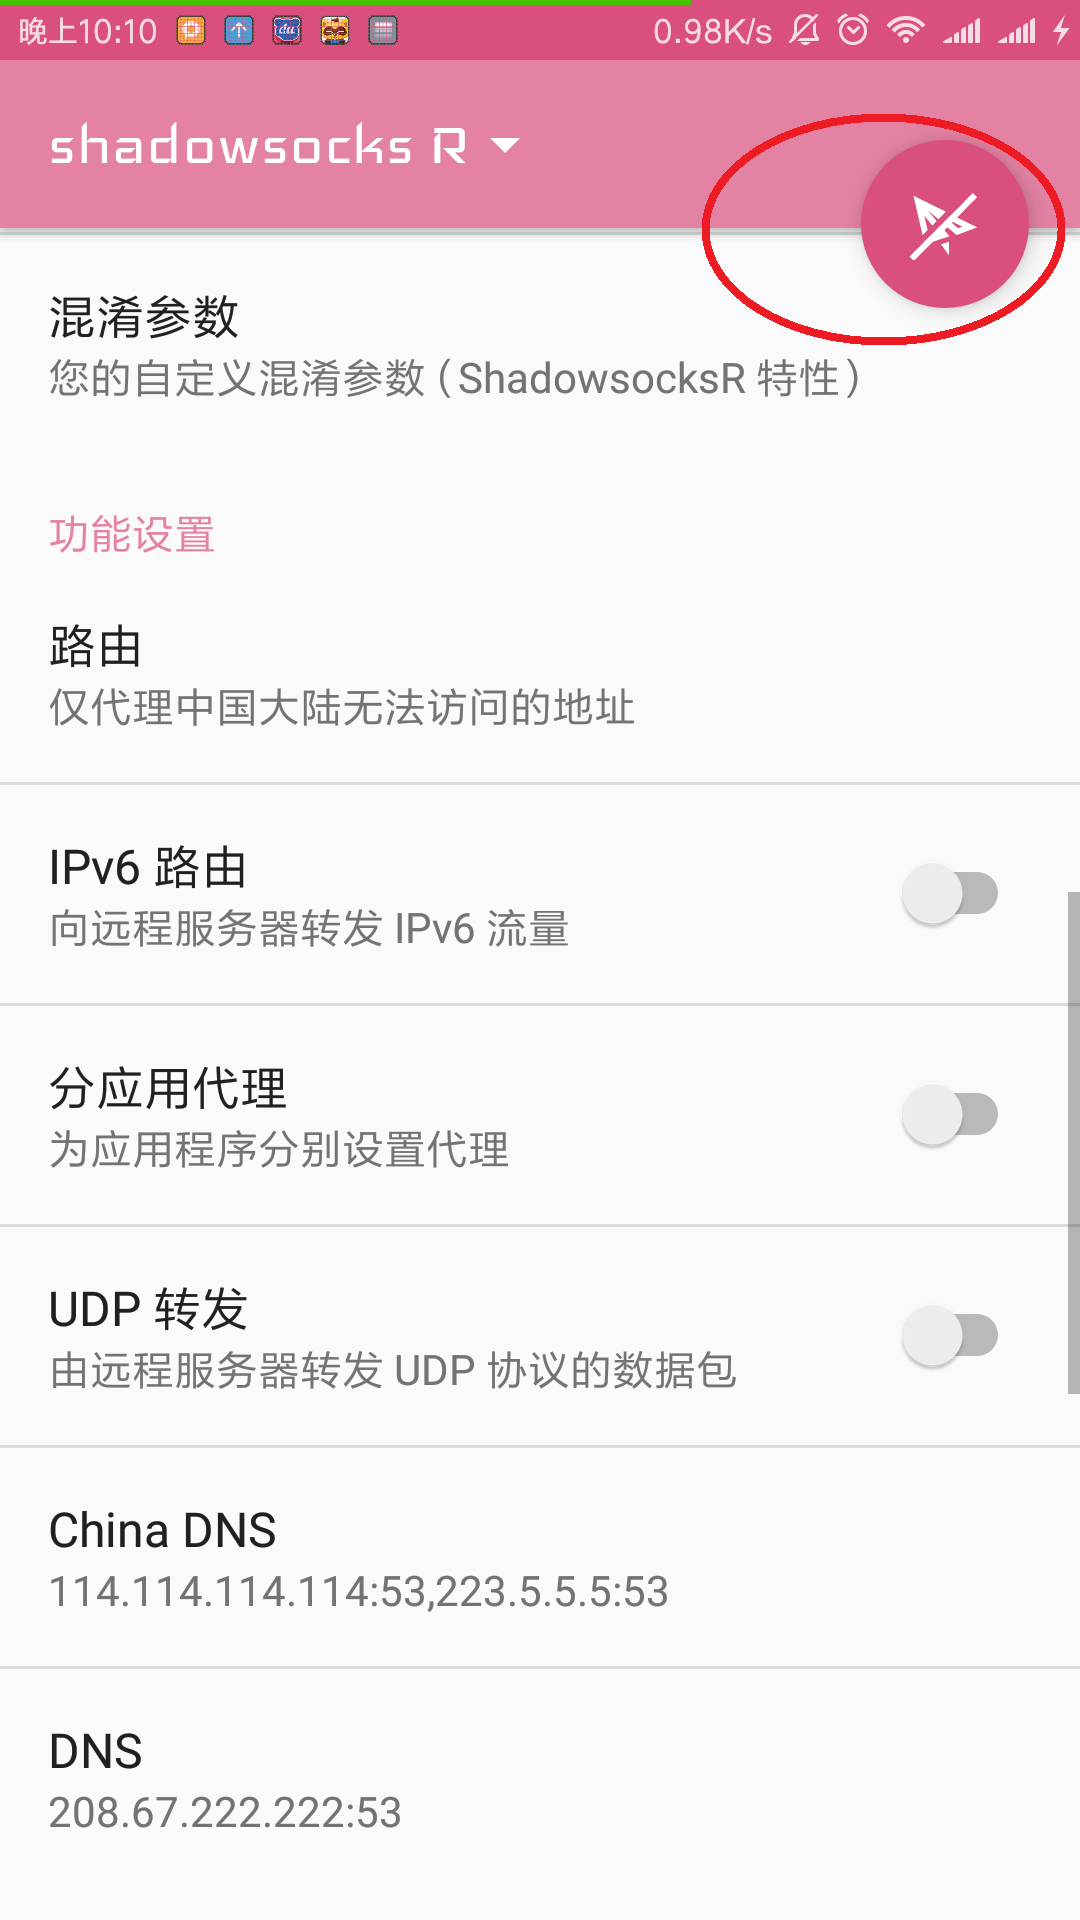 晚上10:10
0.98K/s
shadowsocks R
混淆参数
您的自定义混淆参数（ShadowsocksR 特性）
功能设置
路由
仅代理中国大陆无法访问的地址
IPv6 路由
向远程服务器转发 IPv6 流量
分应用代理
为应用程序分别设置代理
UDP 转发
由远程服务器转发 UDP 协议的数据包
China DNS
114.114.114.114:53,223.5.5.5:53
DNS
208.67.222.222:53